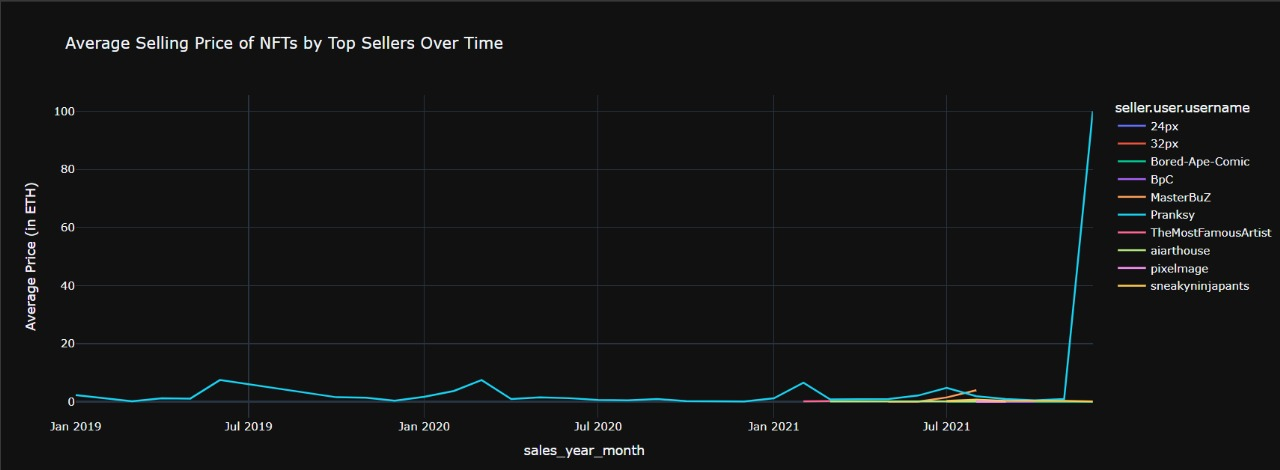 Average Selling Price of NFTs by Top Sellers Over Time
seller.user.username
24px
32px
Bored-Ape-Comic
BpC
MasterBuZ
Pranksy
TheMostFamousArtist
aiarthouse
pixelmage
sneakyninjapants
Average Price (in ETH)
100
80
60
40
20
0
Jan 2019
Jul 2019
Jan 2020
Jul 2020
Jan 2021
Jul 2021
sales_year_month